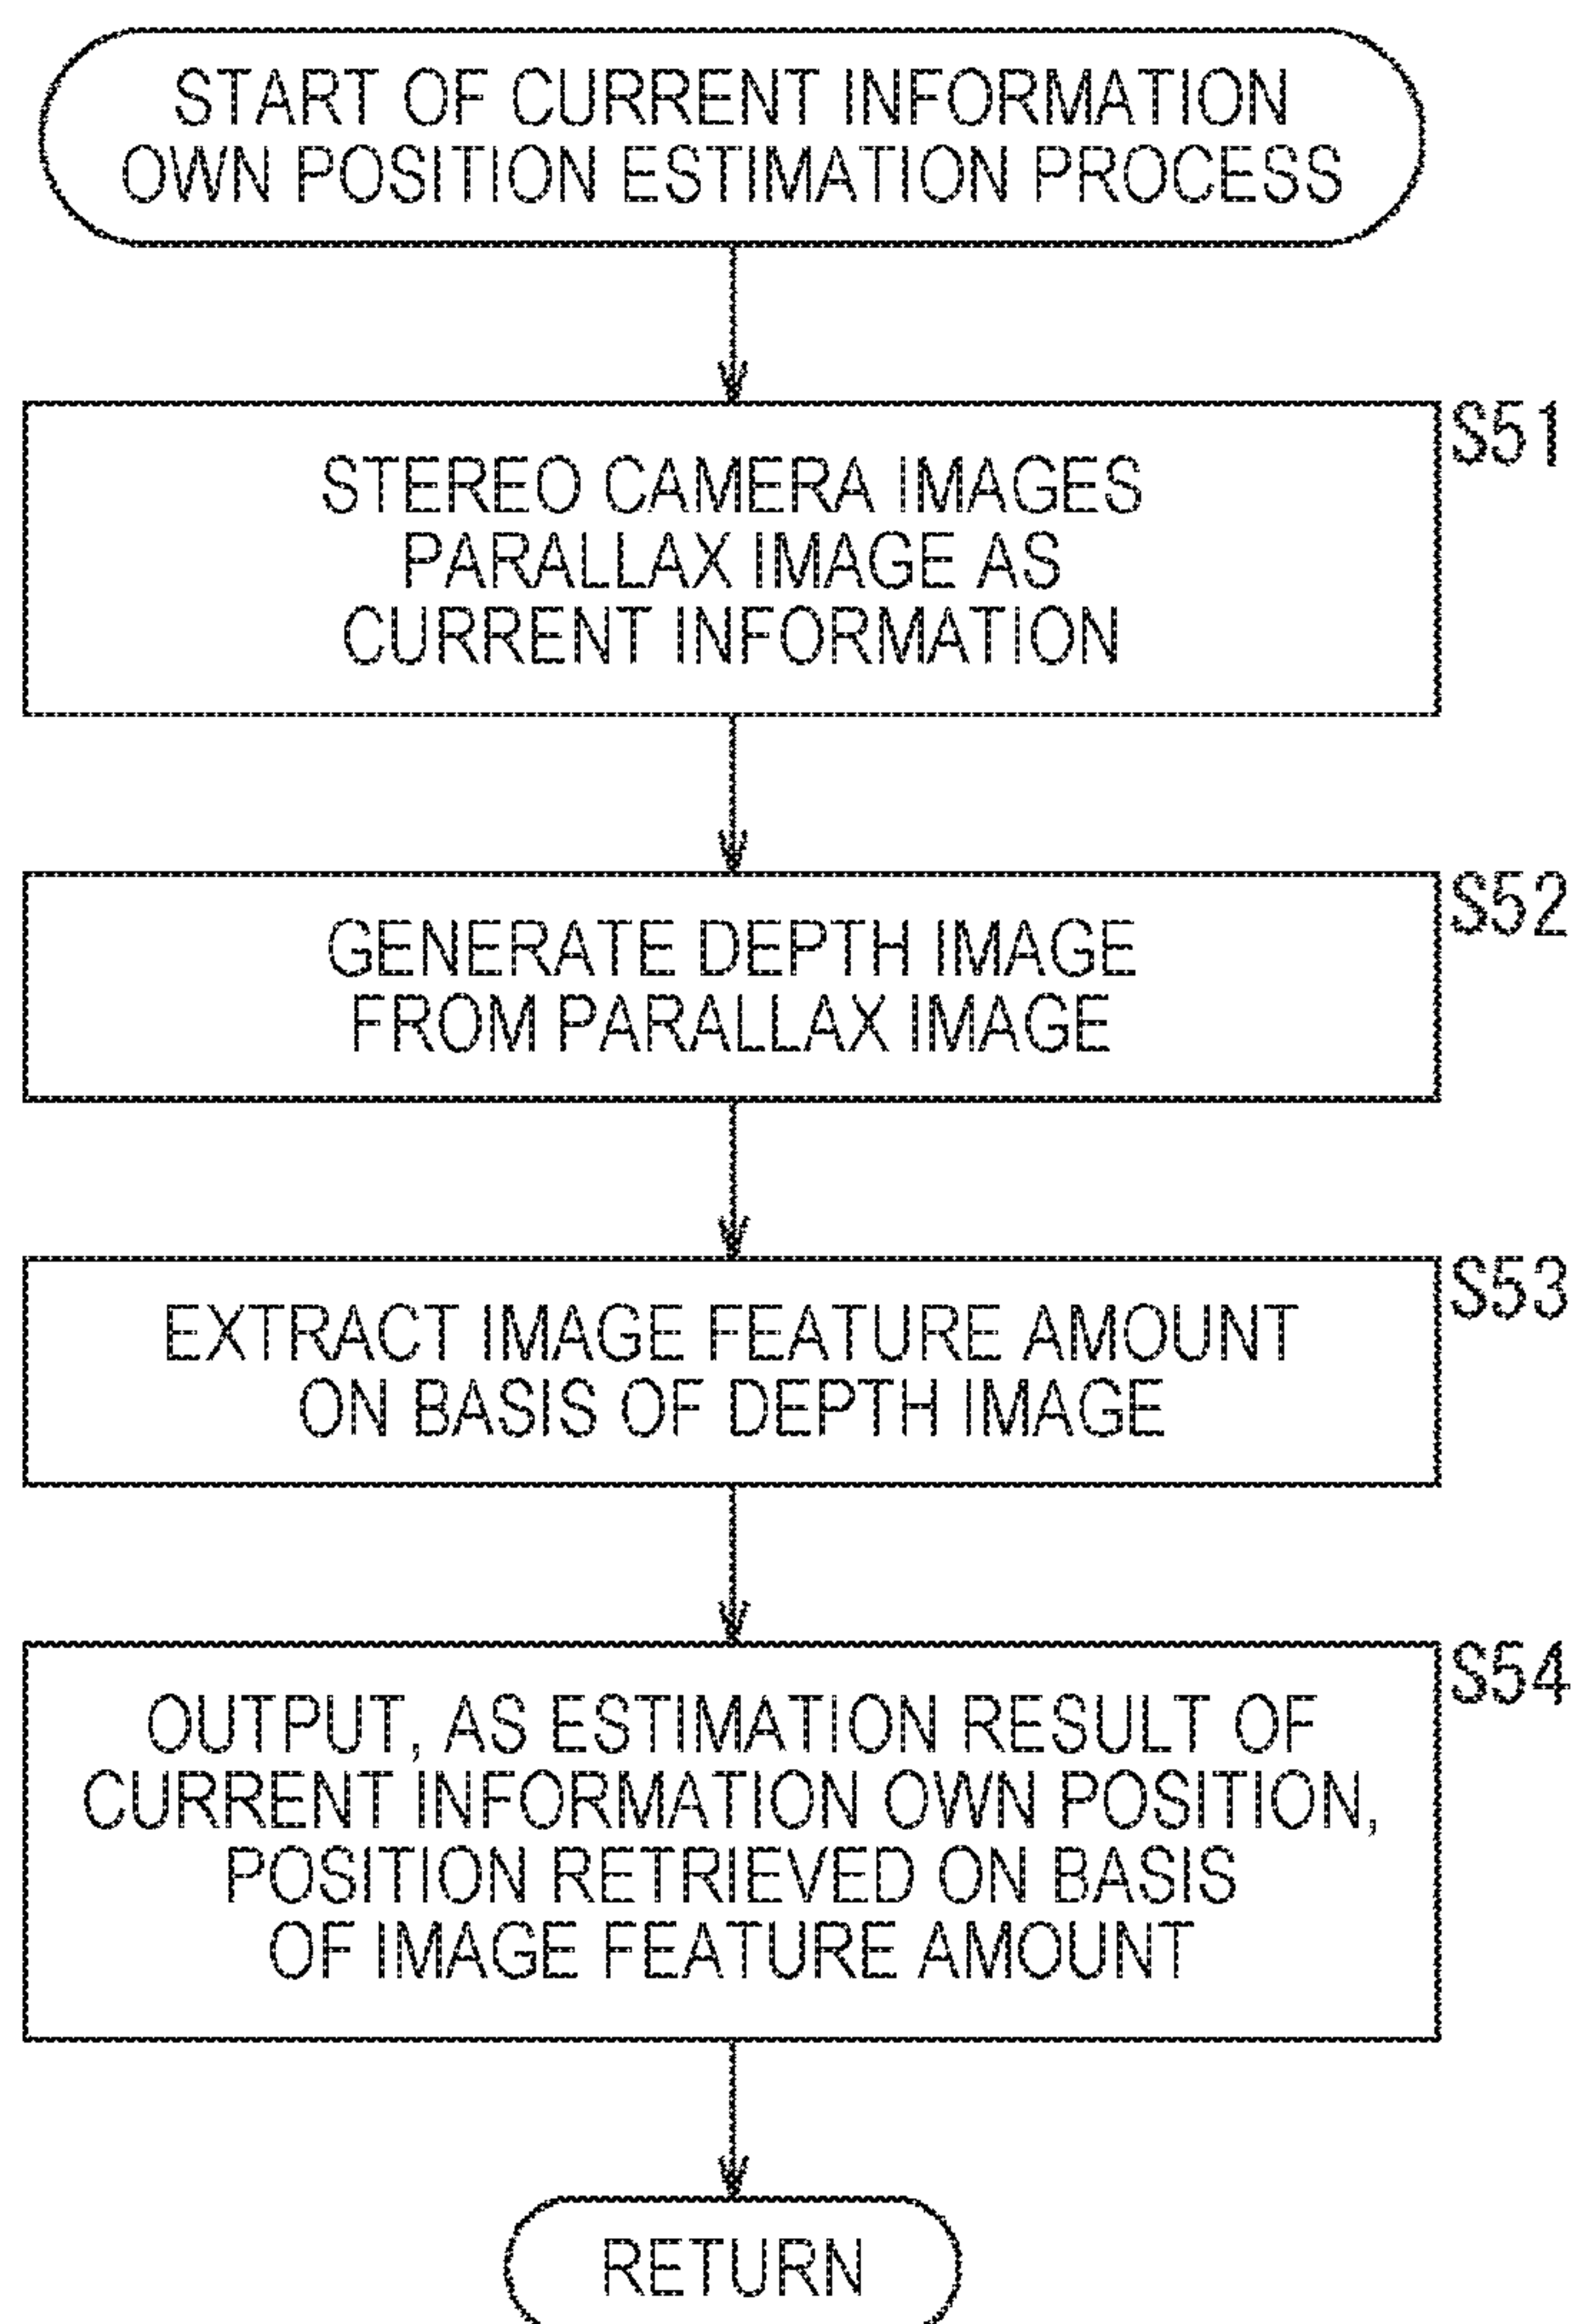 START OF CURRENT INFORMATION
OWN POSITION ESTIMATION PROCESS
S51
STEREO CAMERA IMAGES
PARALLAX IMAGE AS
CURRENT INFORMATION
S52
GENERATE DEPTH IMAGE
FROM PARALLAX IMAGE
S53
EXTRACT IMAGE FEATURE AMOUNT
ON BASIS OF DEPTH IMAGE
S54
OUTPUT, AS ESTIMATION RESULT OF
CURRENT INFORMATION OWN POSITION,
POSITION RETRIEVED ON BASIS
OF IMAGE FEATURE AMOUNT
RETURN